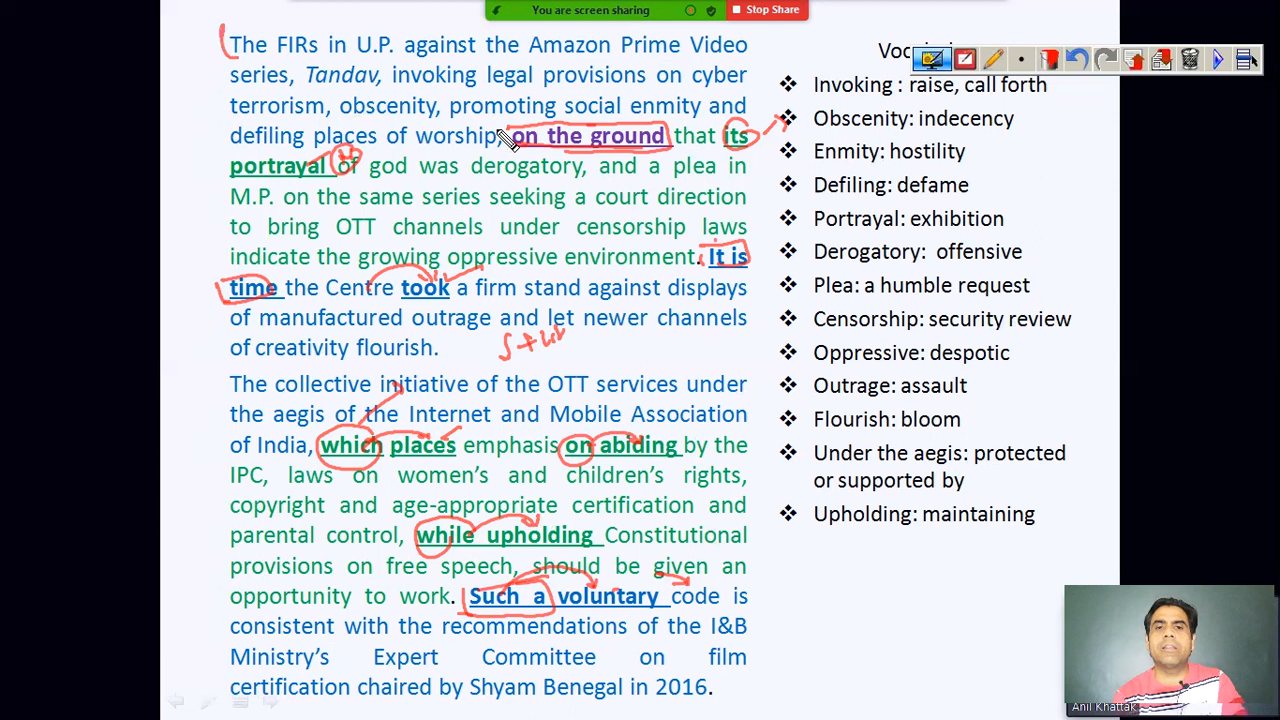 You are screen sharing
Stop Share
The FIRs in U.P. against the Amazon Prime Video
series, Tandav, invoking legal provisions on cyber
terrorism, obscenity, promoting social enmity and
defiling places of worship, on the ground that its
portrayal of god was derogatory, and a plea in
M.P. on the same series seeking a court direction
to bring OTT channels under censorship laws
indicate the growing oppressive environment. It is
time the Centre took a firm stand against displays
of manufactured outrage and let newer channels
of creativity flourish.
The collective initiative of the OTT services under
the aegis of the Internet and Mobile Association
of India, which places emphasis on abiding by the
IPC, laws on women's and children's rights,
copyright and age-appropriate certification and
parental control, while upholding Constitutional
provisions on free speech, should be given an
opportunity to work. Such a voluntary code is
consistent with the recommendations of the I&B
Ministry's Expert Committee on film
certification chaired by Shyam Benegal in 2016.
❖ Invoking : raise, call forth
❖ Obscenity: indecency
❖ Enmity: hostility
❖ Defiling: defame
❖ Portrayal: exhibition
❖ Derogatory: offensive
❖ Plea: a humble request
❖ Censorship: security review
❖ Oppressive: despotic
❖ Outrage: assault
❖ Flourish: bloom
❖ Under the aegis: protected
or supported by
❖ Upholding: maintaining
Anil Khattak